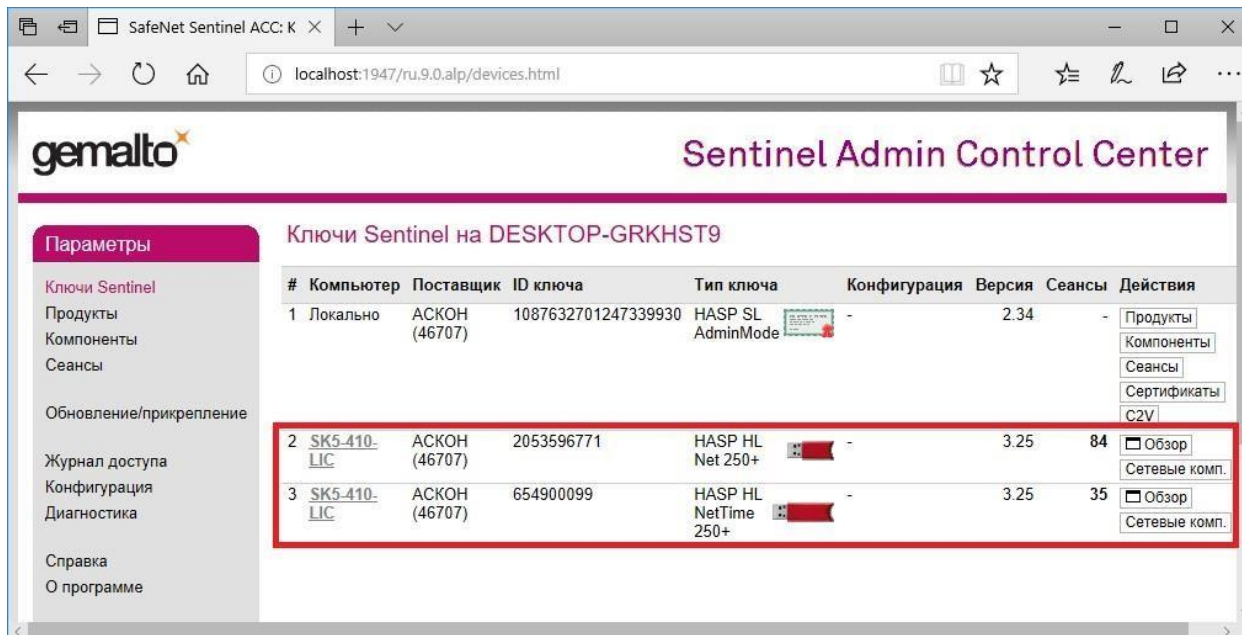 SafeNet Sentinel ACC: К
localhost:1947/ru.9.0.alp/devices.html
gemalto
Sentinel Admin Control Center
Параметры
Ключи Sentinel
Продукты
Компоненты
Сеансы
Обновление/прикрепление
Журнал доступа
Конфигурация
Диагностика
Справка
О программе
Ключи Sentinel на DESKTOP-GRKHST9
# Компьютер Поставщик ID ключа Тип ключа Конфигурация Версия Сеансы Действия
1 Локально АСКОН 1087632701247339930 HASP SL - 2.34 - Продукты
(46707) AdminMode Компоненты
Сеансы
Сертификаты
C2V
2 SK5-410- АСКОН 2053596771 HASP HL - 3.25 84 Обзор
LIC (46707) Net 250+ Сетевые комп.
3 SK5-410- АСКОН 654900099 HASP HL - 3.25 35 Обзор
LIC (46707) NetTime Сетевые комп.
250+